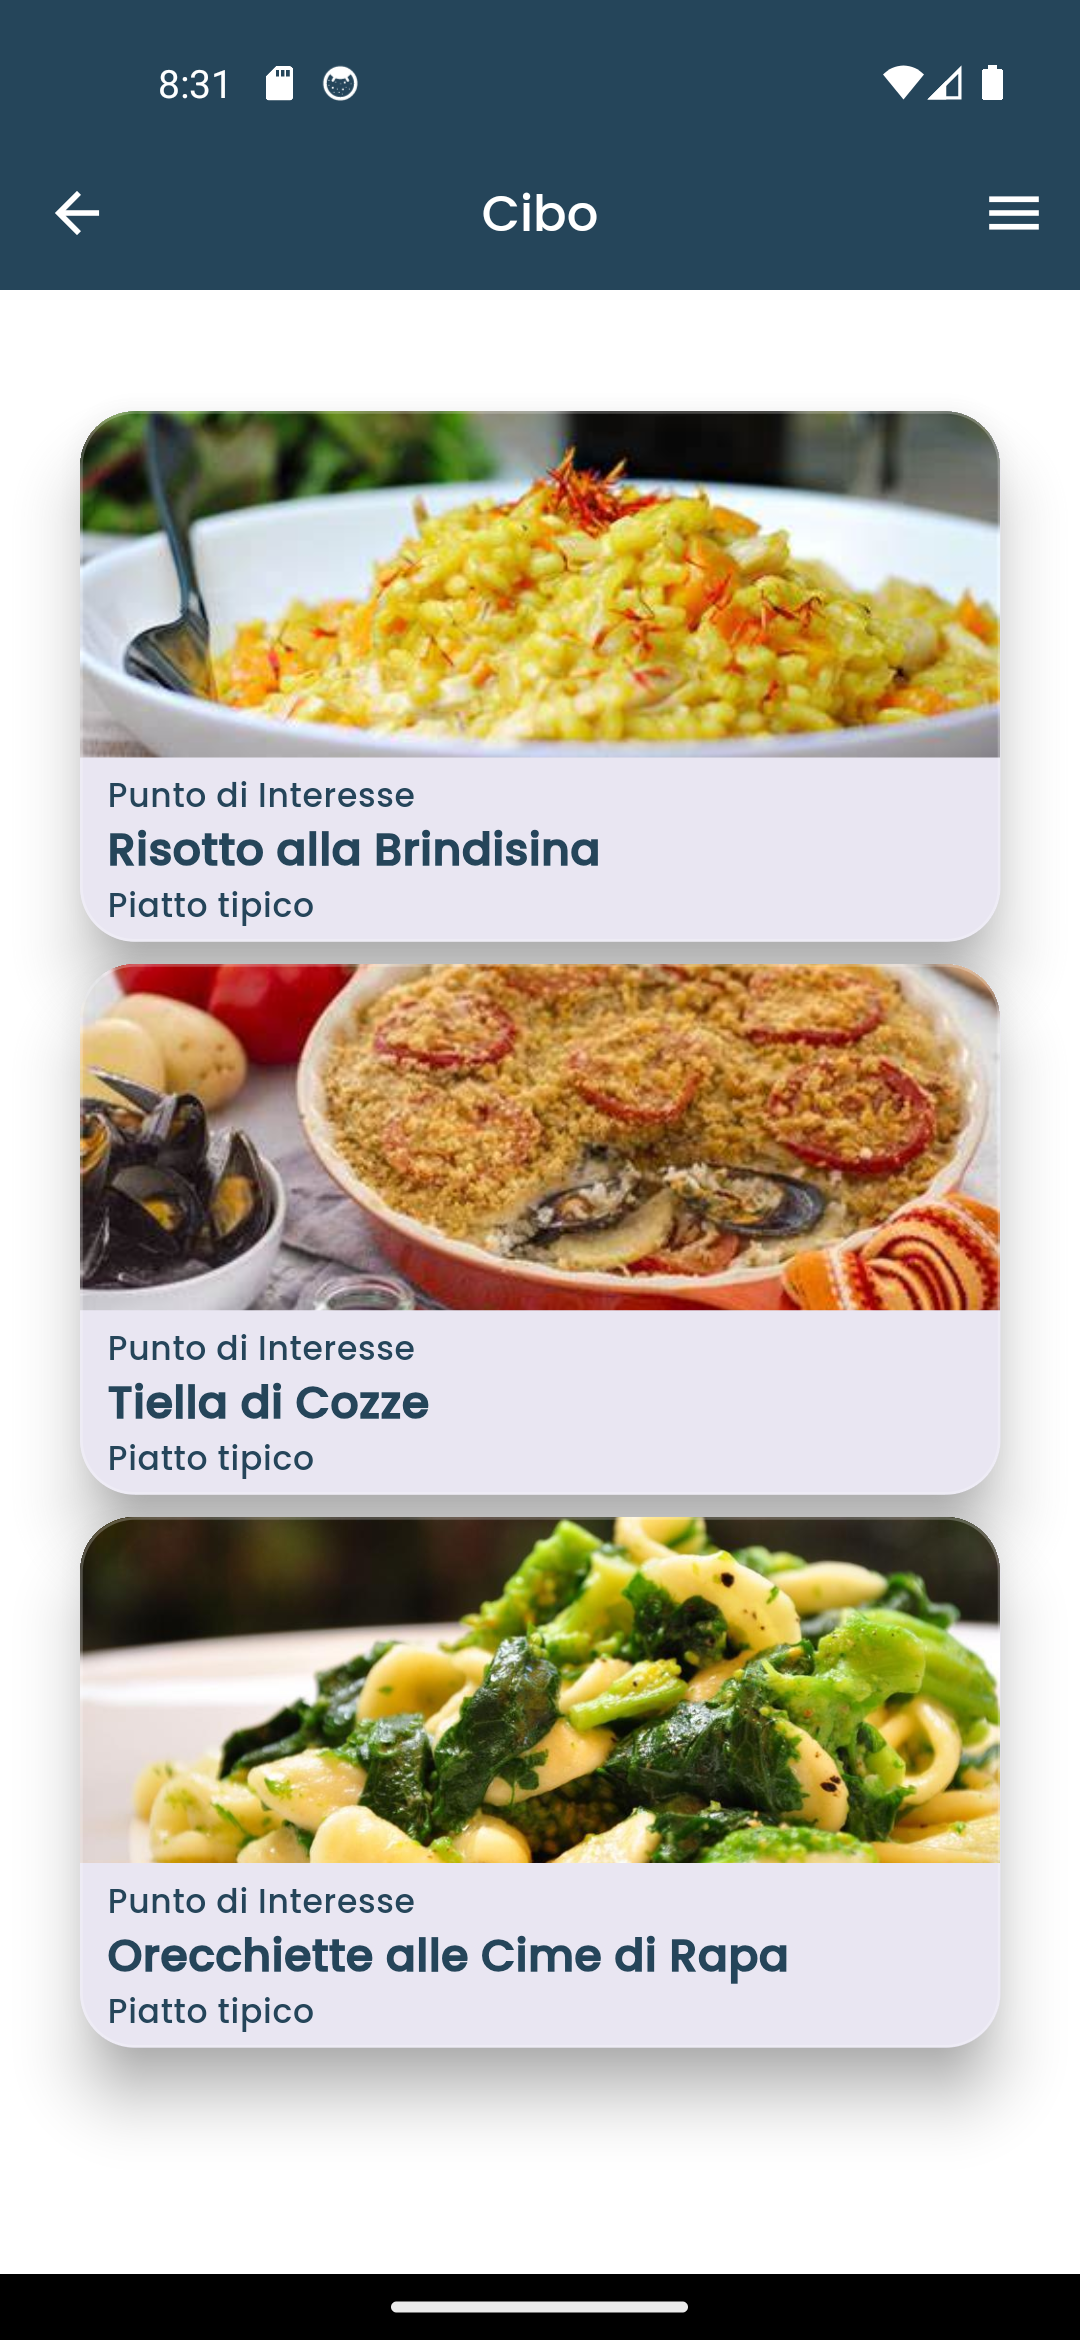 8:31
Cibo
Punto di Interesse
Risotto alla Brindisina
Piatto tipico
Punto di Interesse
Tiella di Cozze
Piatto tipico
Punto di Interesse
Orecchiette alle Cime di Rapa
Piatto tipico